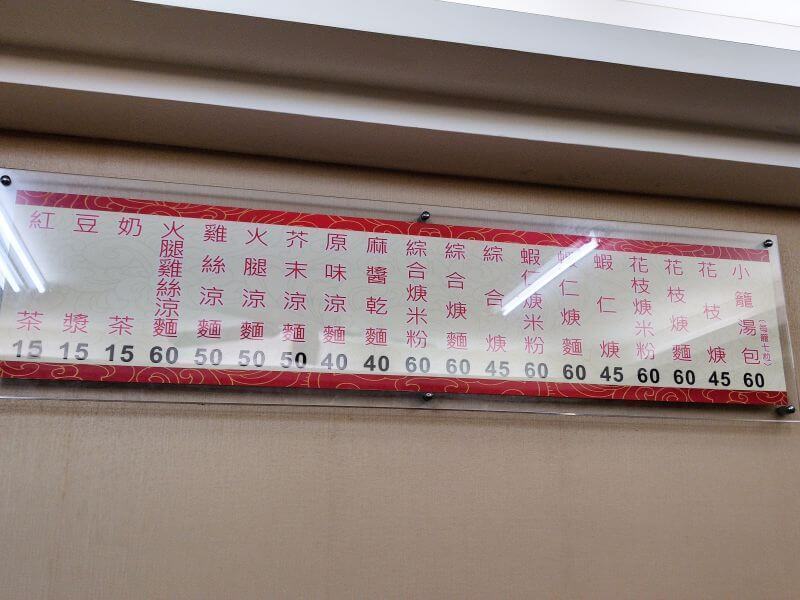 小籠湯包 60
花枝焿 45
花枝焿麵 60
花枝焿米粉 60
蝦仁焿 45
蝦仁焿麵 60
蝦仁焿米粉 60
綜合焿 45
綜合焿麵 60
綜合焿米粉 60
麻醬乾麵 40
原味涼麵 40
芥末涼麵 50
火腿涼麵 50
雞絲涼麵 50
火腿雞絲涼麵 60
奶茶 15
豆漿 15
紅茶 15